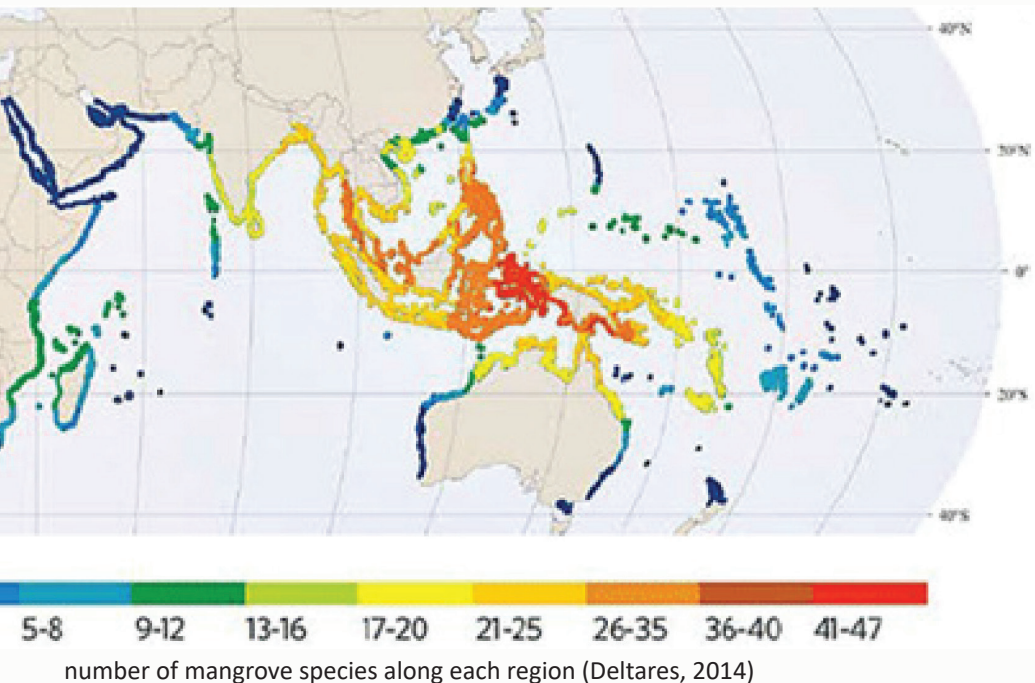 40°N
20°N
0°
20°S
40°S
5-8 9-12 13-16 17-20 21-25 26-35 36-40 41-47
number of mangrove species along each region (Deltares, 2014)